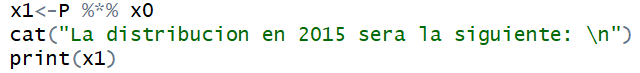 x1<-P %*% x0
cat("La distribucion en 2015 sera la siguiente: \n")
print(x1)